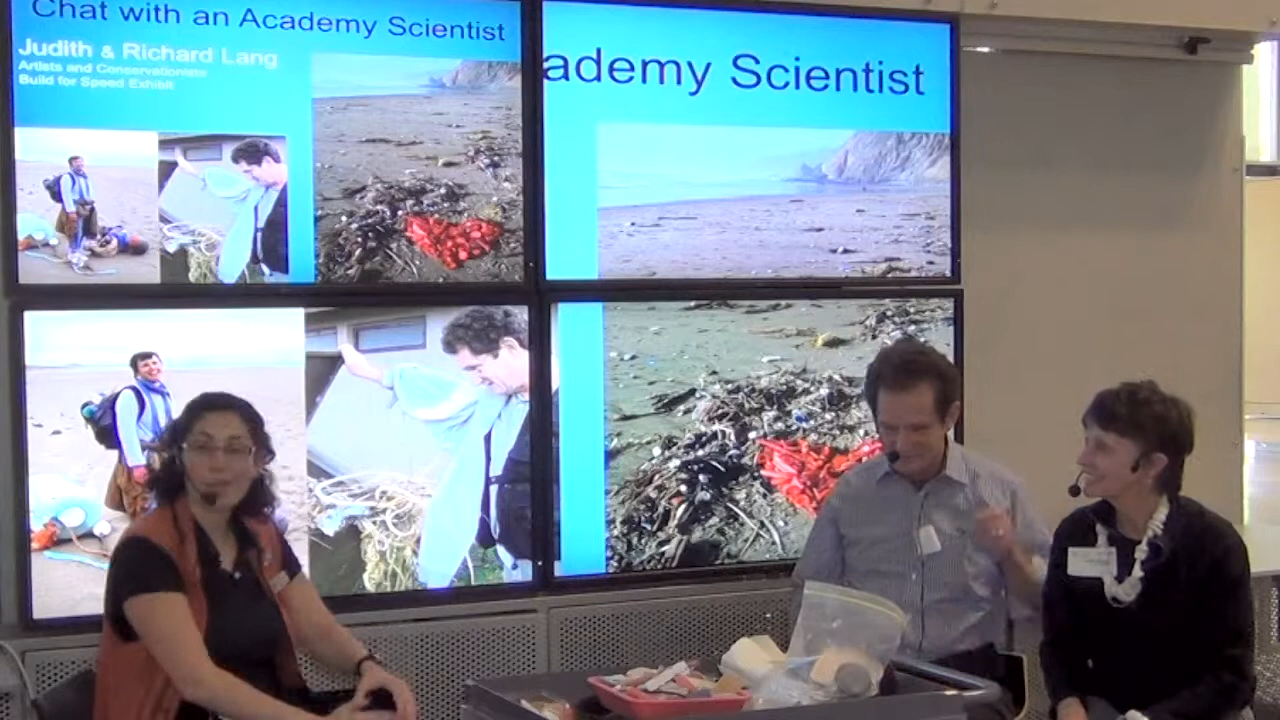 Chat with an Academy Scientist
Judith & Richard Lang
Artists and Conservationists
Build for Speed Exhibit
ademy Scientist